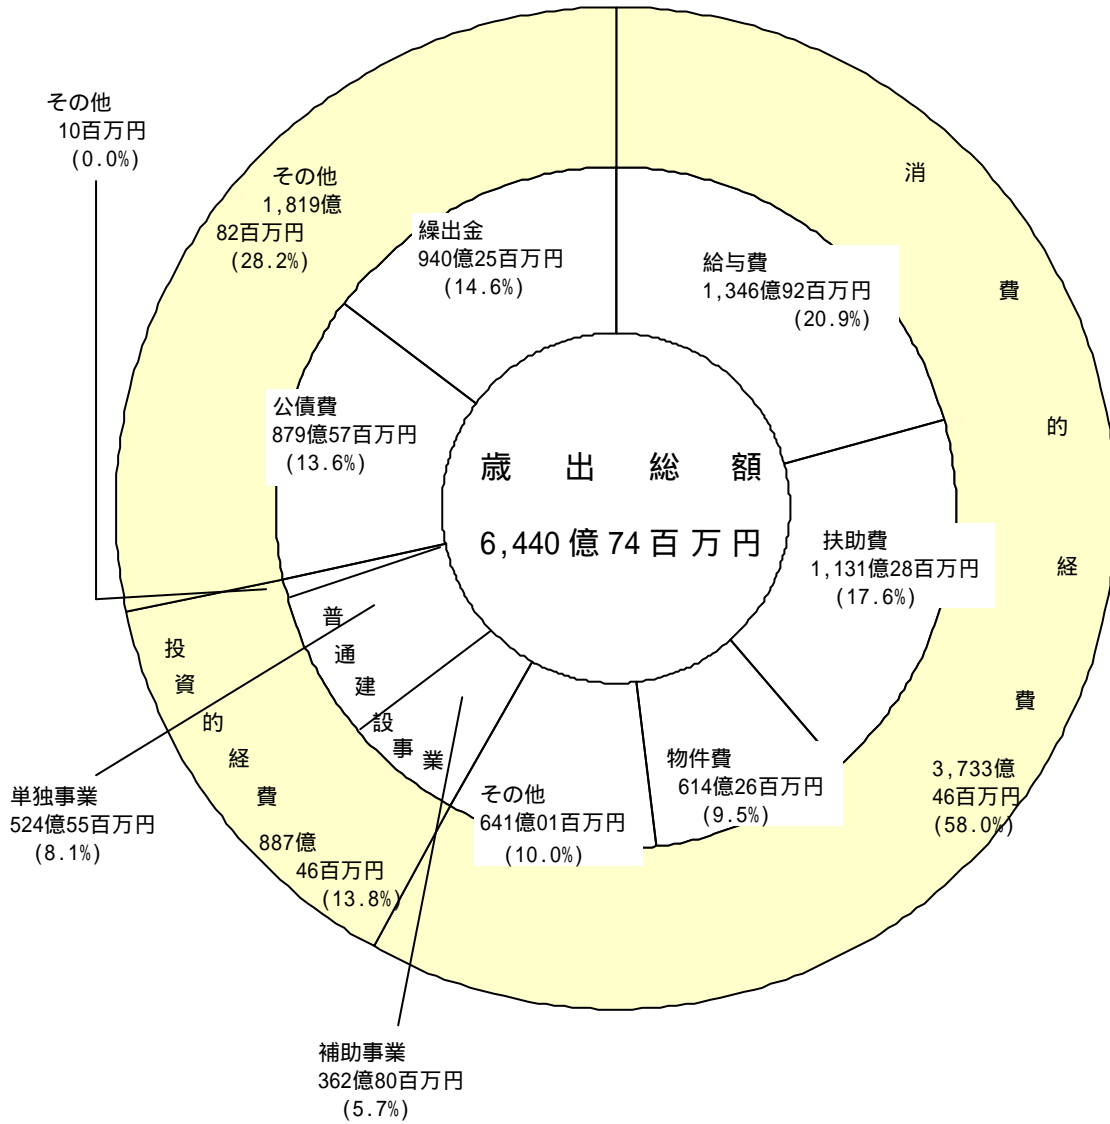 その他
10百万円
(0.0%)
その他
1,819億
82百万円
(28.2%)
繰出金
940億25百万円
(14.6%)
給与費
1,346億92百万円
(20.9%)
消費的経費
3,733億
46百万円
(58.0%)
公債費
879億57百万円
(13.6%)
歳出総額
6,440億74百万円
扶助費
1,131億28百万円
(17.6%)
普通建設事業
投資的経費
887億
46百万円
(13.8%)
物件費
614億26百万円
(9.5%)
その他
641億01百万円
(10.0%)
単独事業
524億55百万円
(8.1%)
補助事業
362億80百万円
(5.7%)